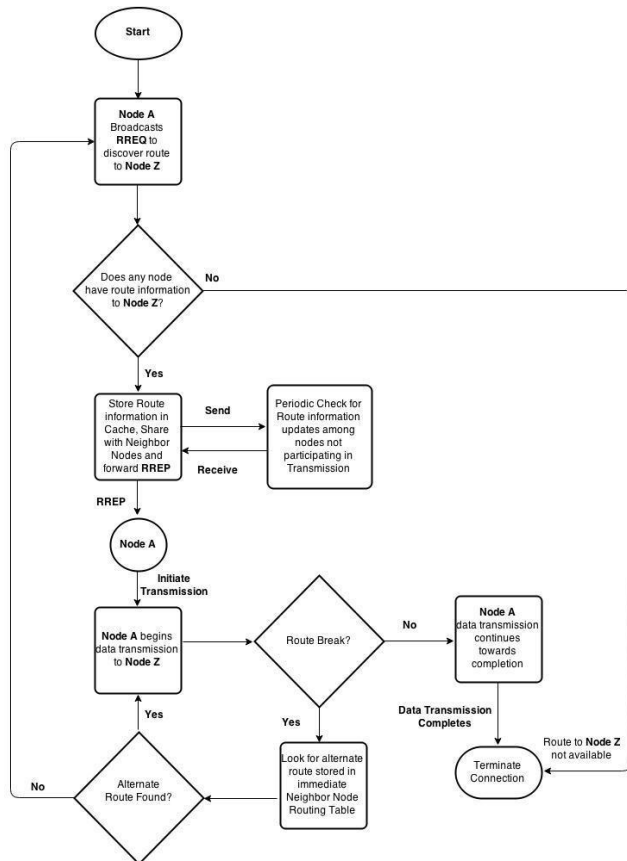 Start
Node A
Broadcasts
RREQ to
discover route
to Node Z
Does any node
have route information
to Node Z?
No
Yes
Store Route
information in
Cache, Share
with Neighbor
Nodes and
forward RREP
Send
Receive
Periodic Check for
Route information
updates among
nodes not
participating in
Transmission
RREP
Node A
Initiate
Transmission
Node A begins
data transmission
to Node Z
Route Break?
No
Node A
data transmission
continues
towards
completion
Yes
Yes
Data Transmission
Completes
Look for alternate
route stored in
immediate
Neighbor Node
Routing Table
Alternate
Route Found?
No
Terminate
Connection
Route to Node Z
not available